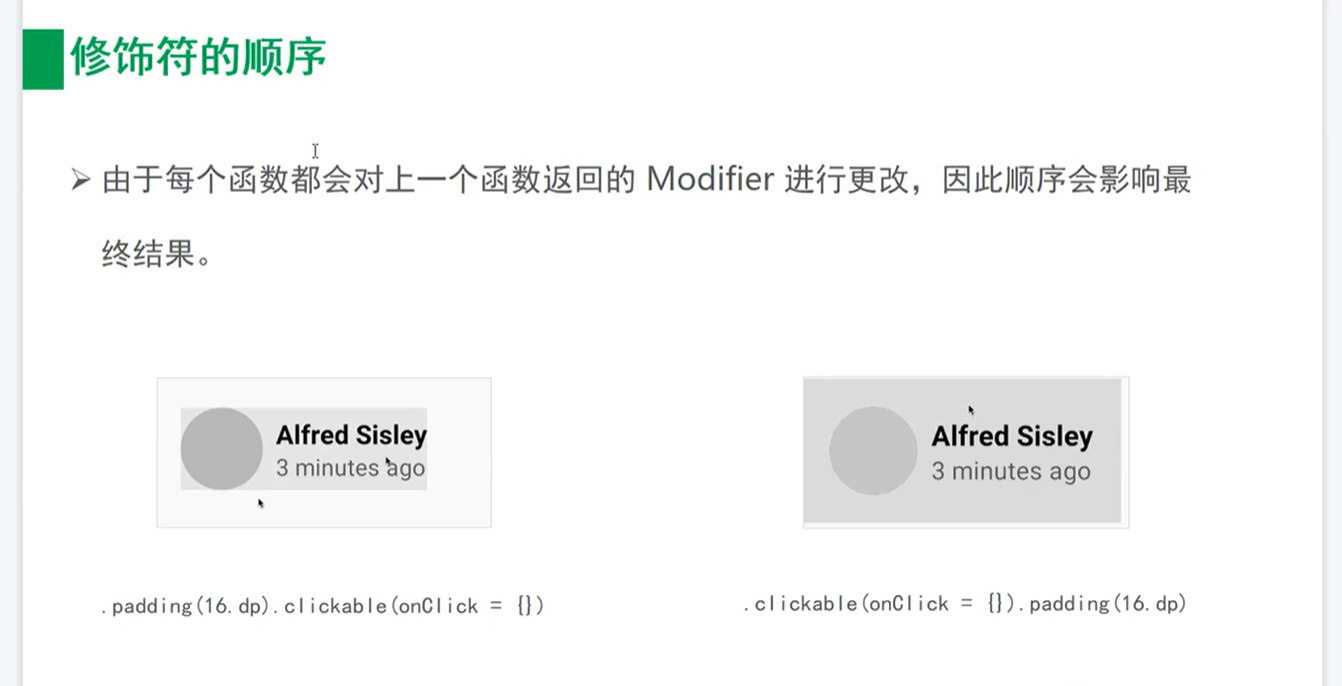 修饰符的顺序
由于每个函数都会对上一个函数返回的 Modifier 进行更改，因此顺序会影响最
终结果。
Alfred Sisley
3 minutes ago
Alfred Sisley
3 minutes ago
.padding(16.dp).clickable(onClick = {})
.clickable(onClick = {}).padding(16.dp)